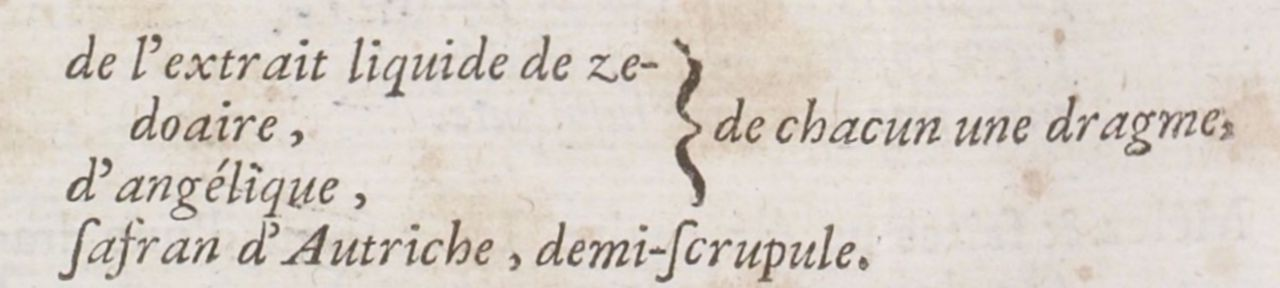 de l'extrait liquide de ze-
doaire,
d'angélique,
de chacun une dragme,
ſafran d'Autriche, demi-ſcrupule.